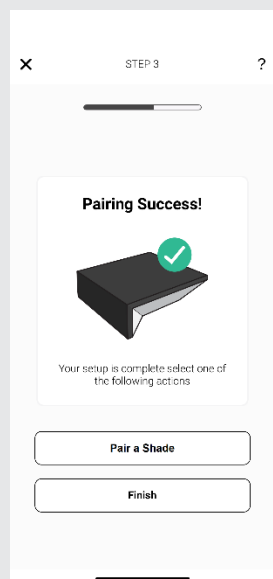 STEP 3
?
Pairing Success!
Your setup is complete select one of
the following actions
Pair a Shade
Finish